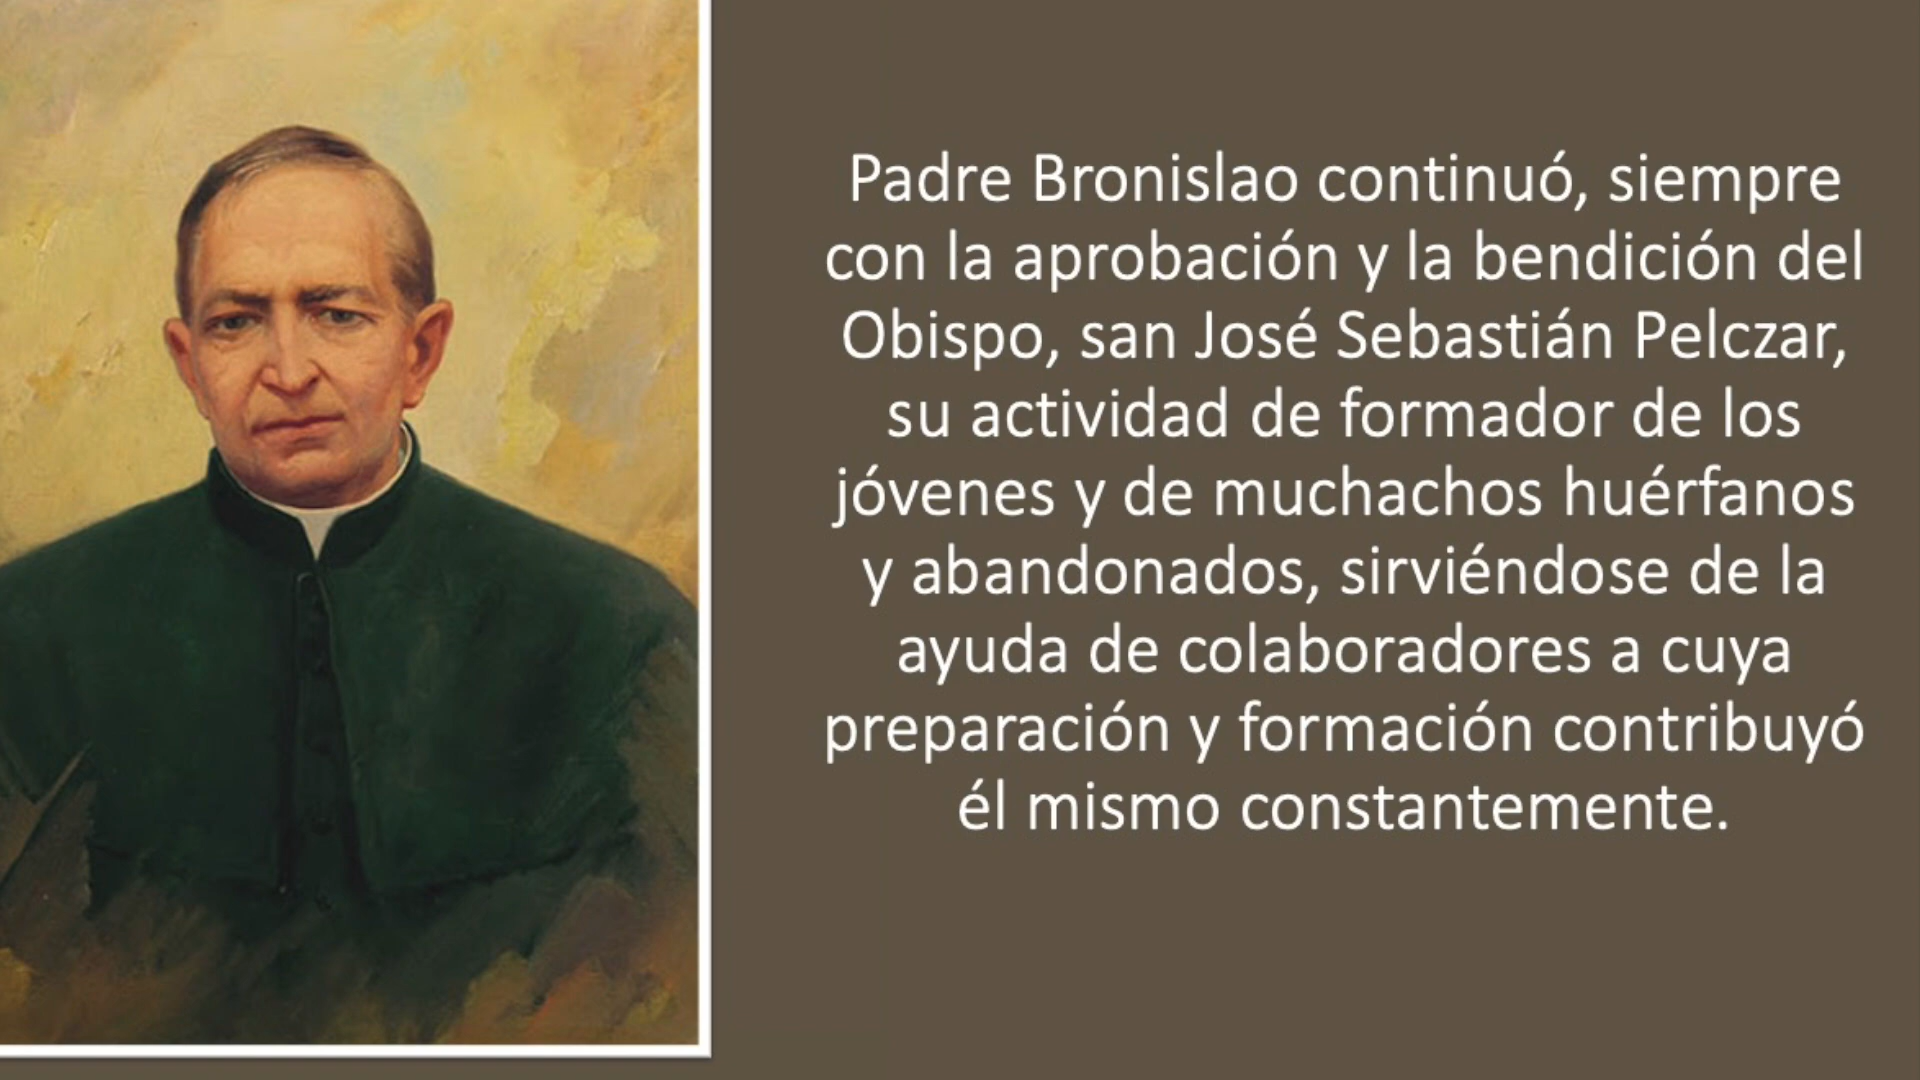 Padre Bronislao continuó, siempre
con la aprobación y la bendición del
Obispo, san José Sebastián Pelczar,
su actividad de formador de los
jóvenes y de muchachos huérfanos
y abandonados, sirviéndose de la
ayuda de colaboradores a cuya
preparación y formación contribuyó
él mismo constantemente.